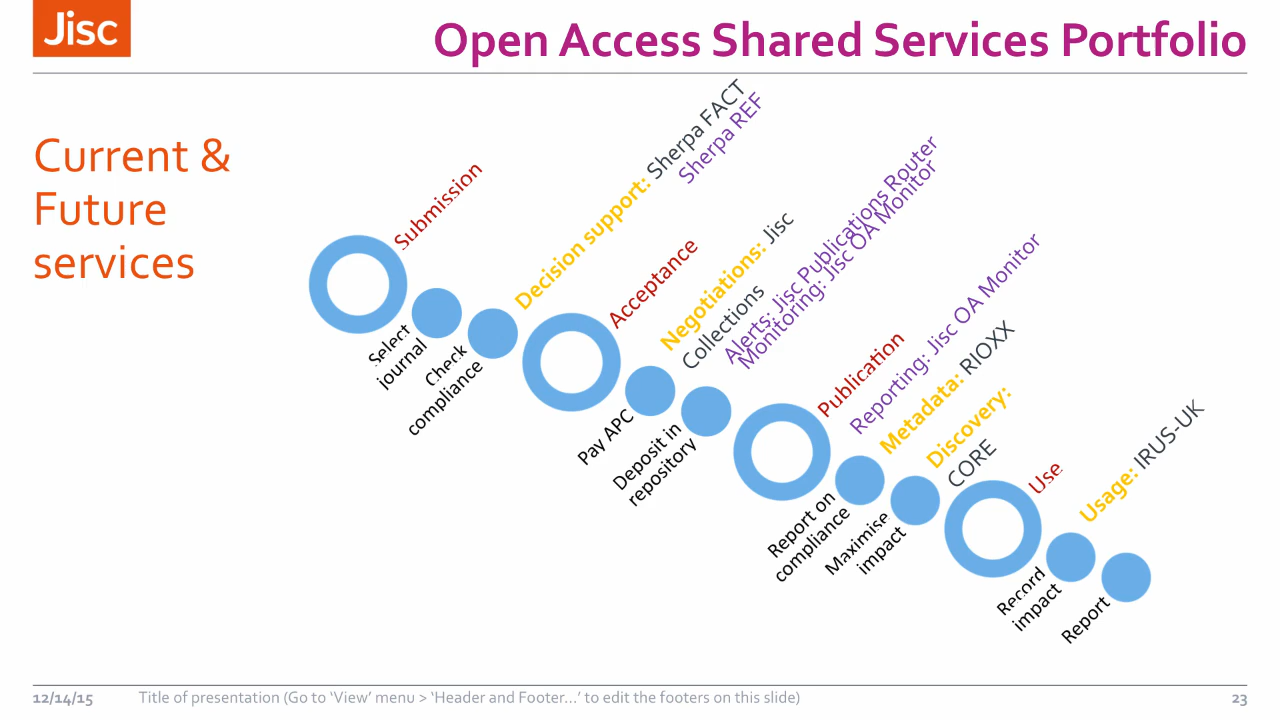 Jisc
Open Access Shared Services Portfolio
Current &
Future
services
Submission
Select
journal
Check
compliance
Decision support: Sherpa FACT
Sherpa REF
Acceptance
Pay APC
Negotiations: Jisc
Collections
Deposit in
repository
Alerts: Jisc Publications Router
Monitoring: Jisc OA Monitor
Publication
Report on
compliance
Reporting: Jisc OA Monitor
Metadata: RIOXX
Maximise
impact
Discovery:
CORE
Use
Record
impact
Usage: IRUS-UK
Report
12/14/15
Title of presentation (Go to ‘View’ menu > ‘Header and Footer…’ to edit the footers on this slide)
23